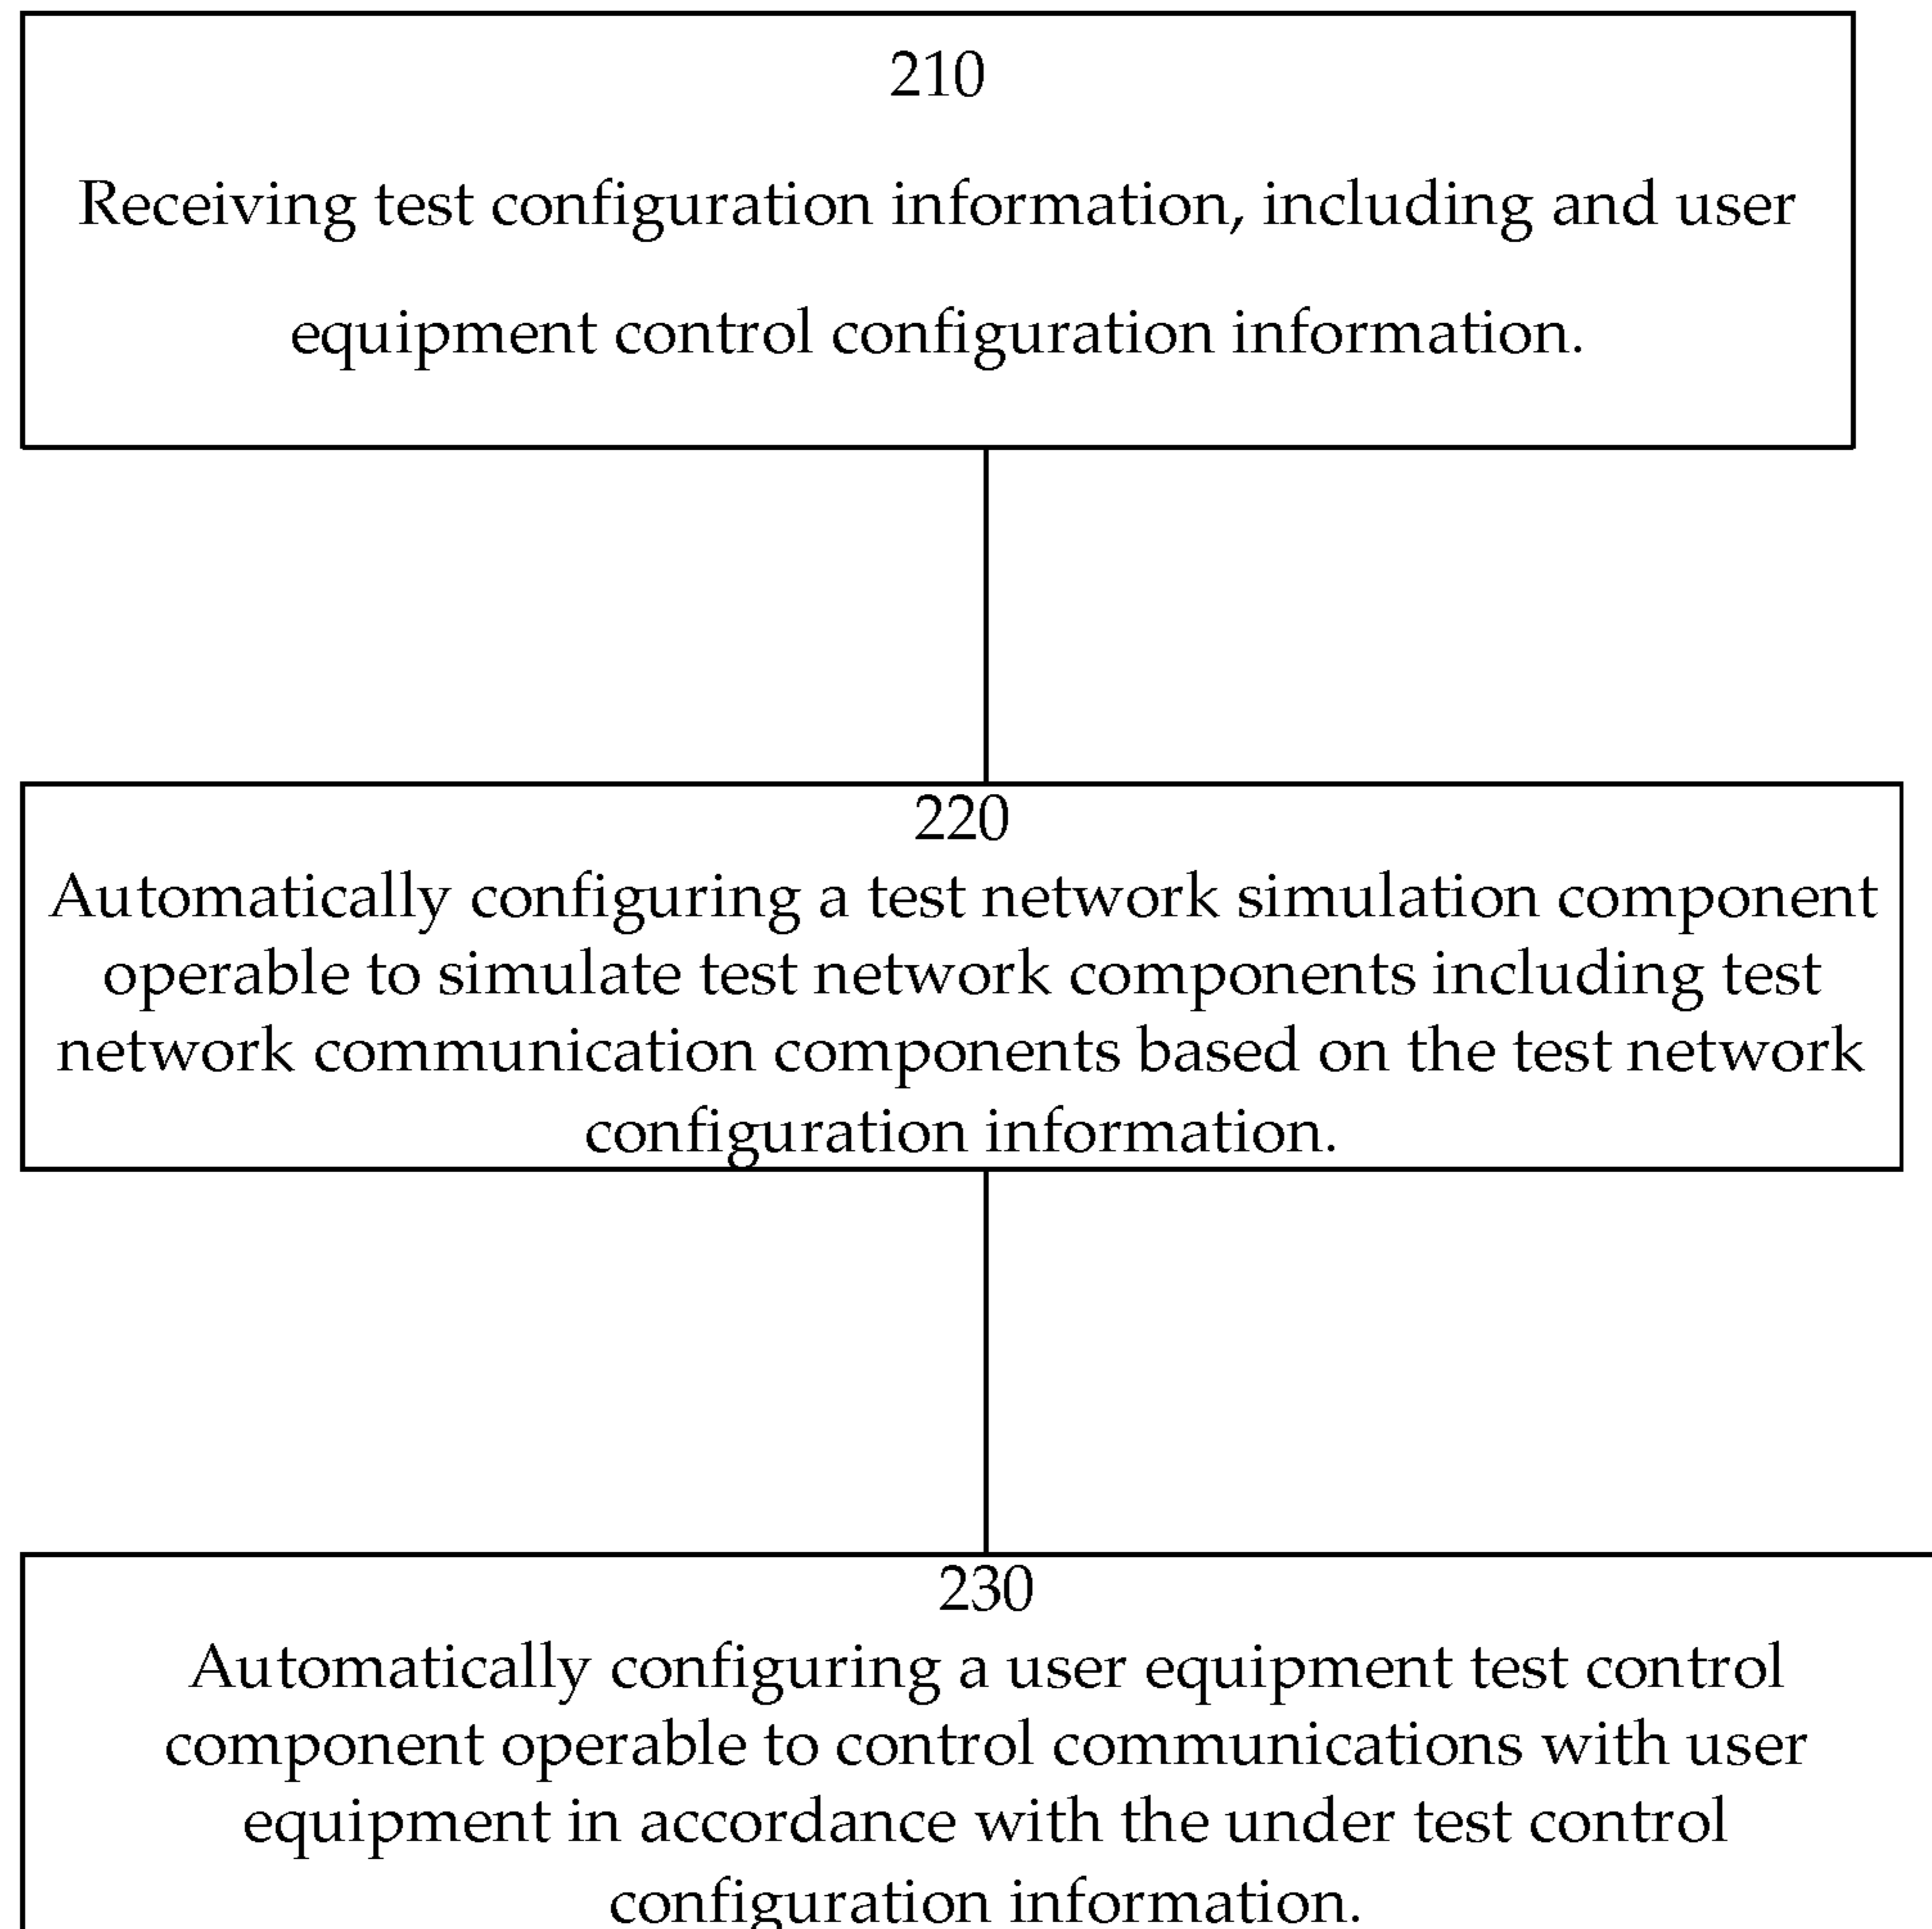 210
Receiving test configuration information, including and user
equipment control configuration information.
220
Automatically configuring a test network simulation component
operable to simulate test network components including test
network communication components based on the test network
configuration information.
230
Automatically configuring a user equipment test control
component operable to control communications with user
equipment in accordance with the under test control
configuration information.